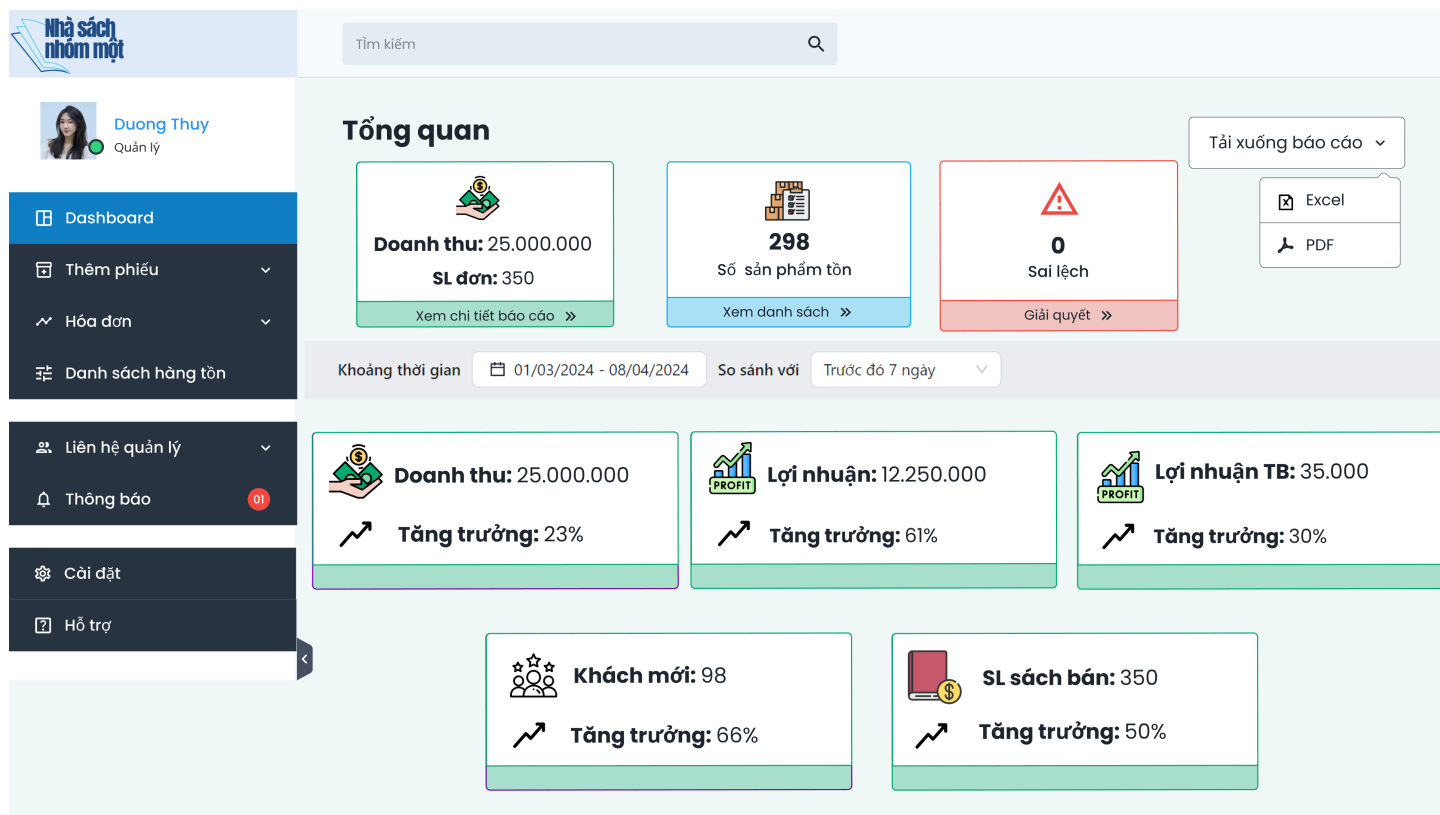 Nhà sách
nhóm một
Tìm kiếm
Duong Thuy
Quản lý
Dashboard
Thêm phiếu
Hóa đơn
Danh sách hàng tồn
Liên hệ quản lý
Thông báo
01
Cài đặt
Hỗ trợ
Tổng quan
Tải xuống báo cáo
Excel
PDF
Doanh thu: 25.000.000
SL đơn: 350
Xem chi tiết báo cáo »
298
Số sản phẩm tồn
Xem danh sách »
0
Sai lệch
Giải quyết »
Khoảng thời gian
01/03/2024 - 08/04/2024
So sánh với
Trước đó 7 ngày
Doanh thu: 25.000.000
Tăng trưởng: 23%
PROFIT
Lợi nhuận: 12.250.000
Tăng trưởng: 61%
PROFIT
Lợi nhuận TB: 35.000
Tăng trưởng: 30%
Khách mới: 98
Tăng trưởng: 66%
SL sách bán: 350
Tăng trưởng: 50%